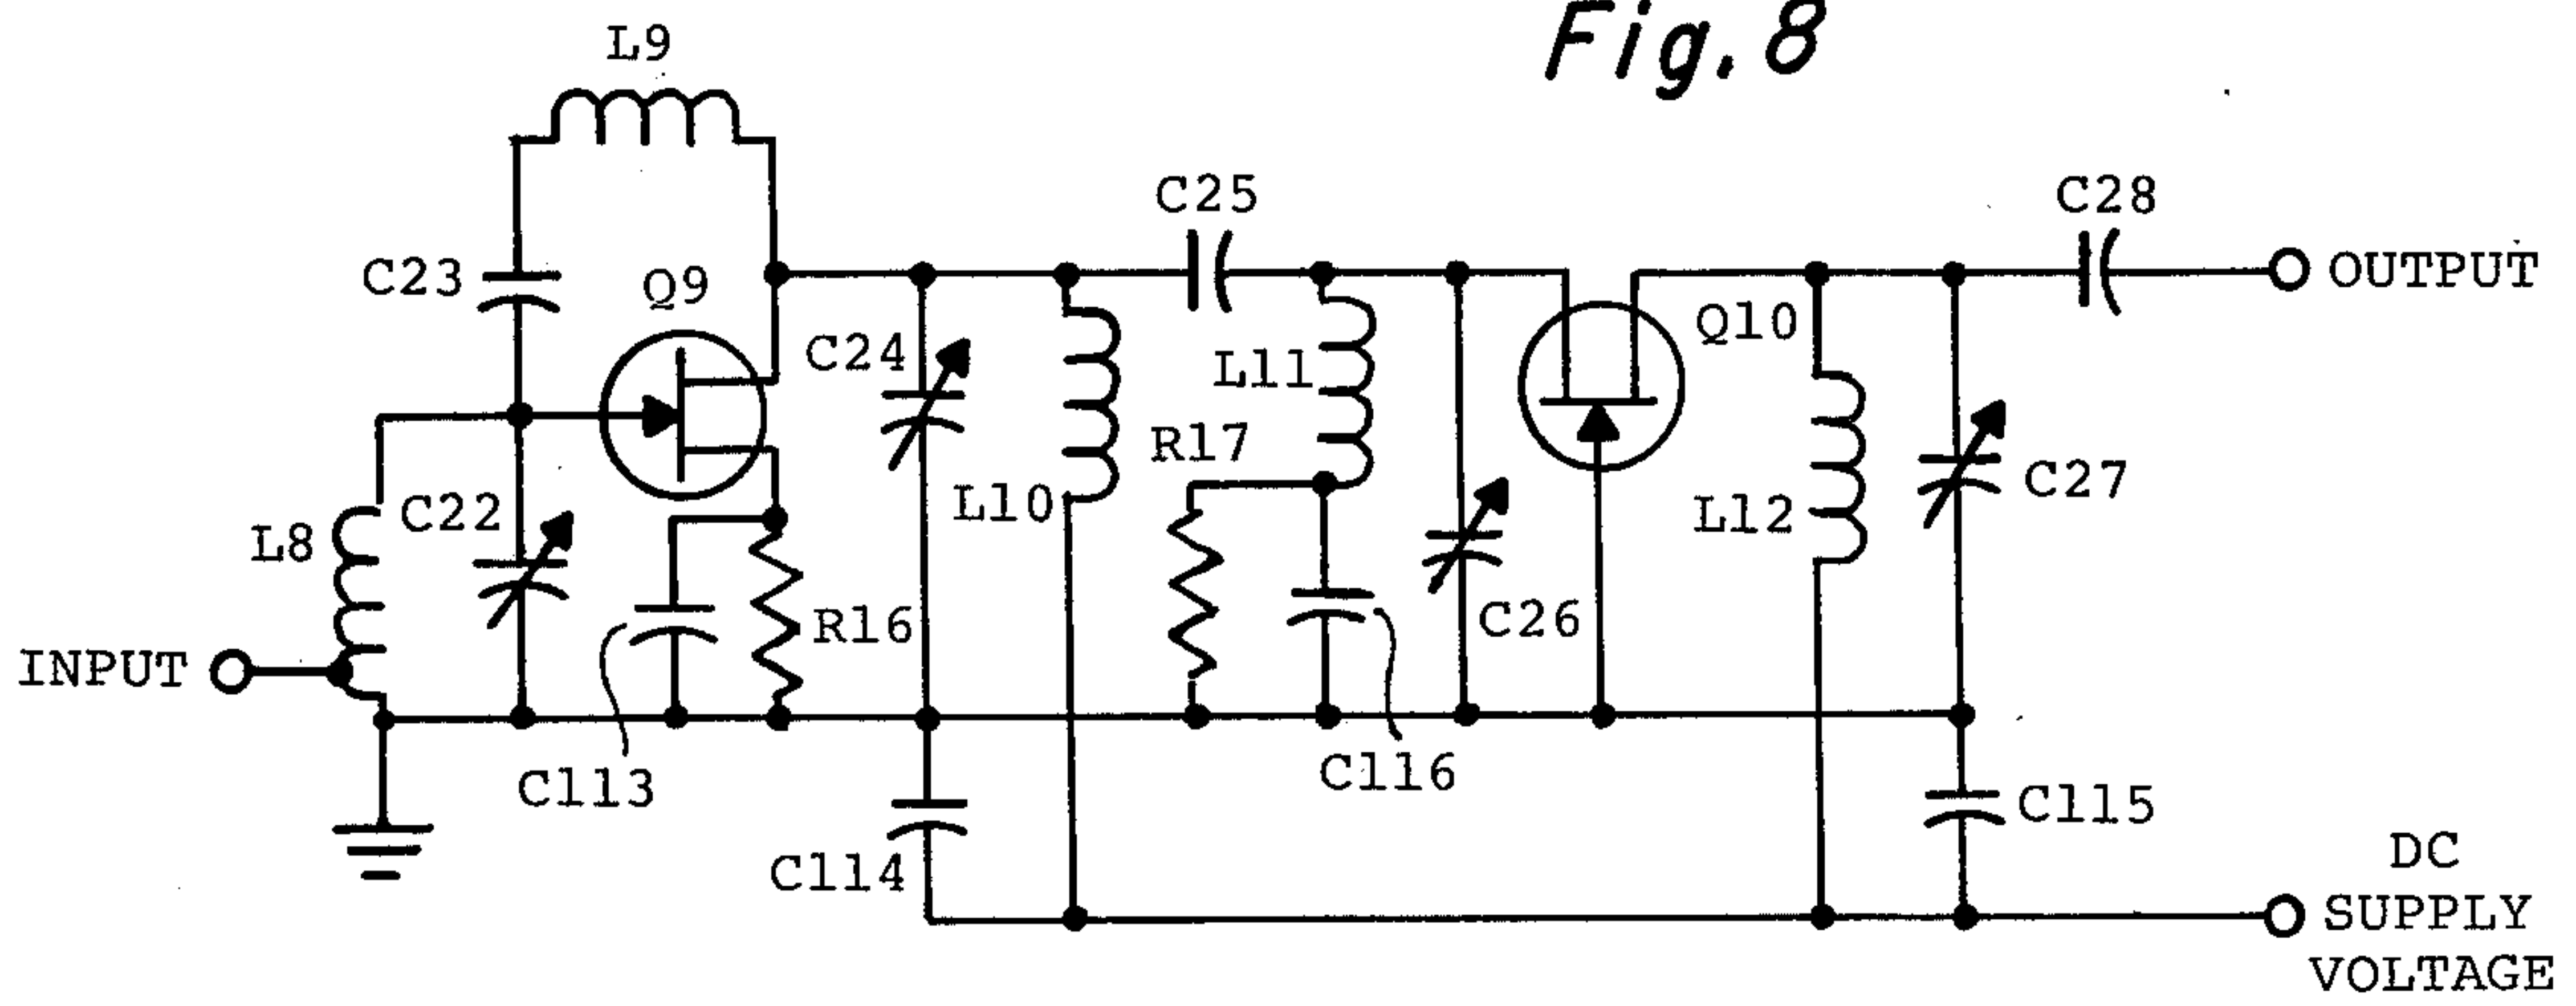 Fig. 8
L9
C25
C28
C23
Q9
OUTPUT
Q10
C24
L11
R17
C27
L10
L12
C22
L8
R16
C26
INPUT
C113
C116
C115
C114
DC
SUPPLY
VOLTAGE